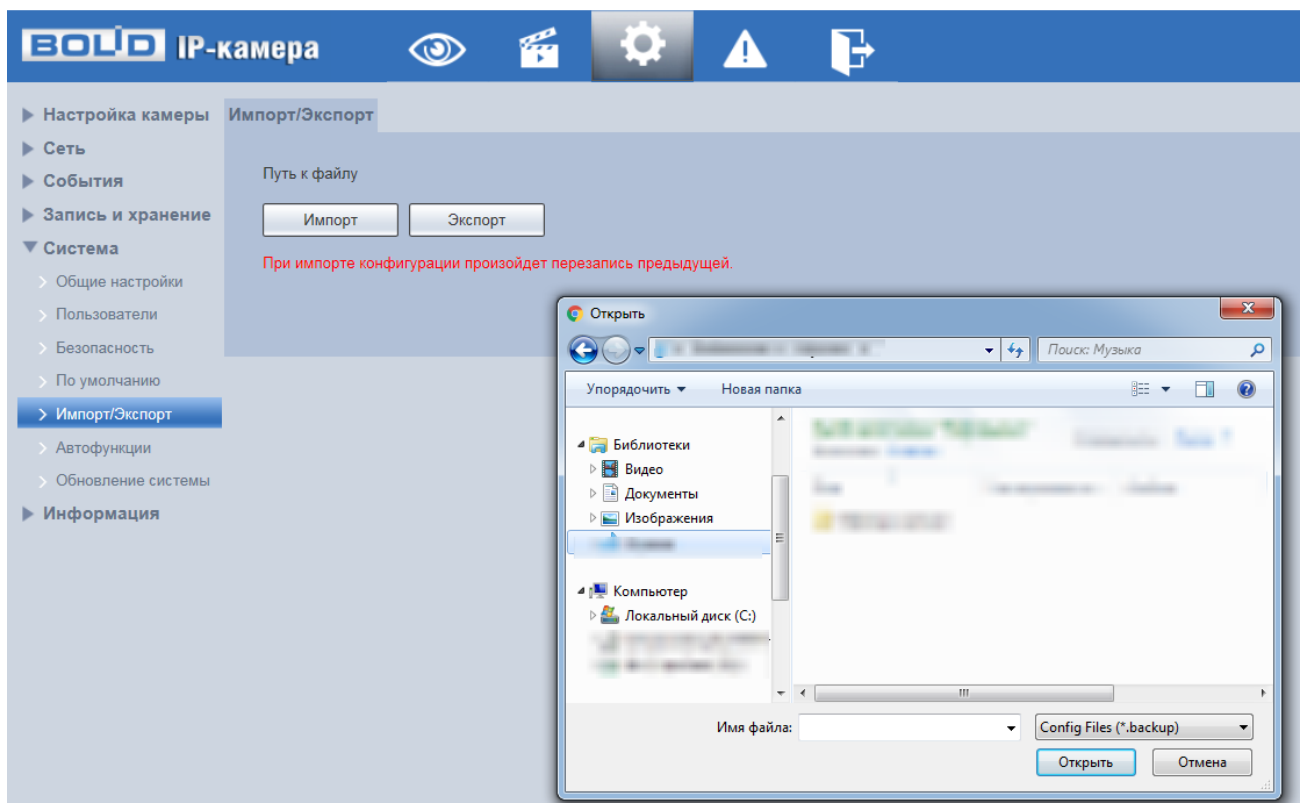 BOLID IP-камера
Настройка камеры
Сеть
События
Запись и хранение
Система
Общие настройки
Пользователи
Безопасность
По умолчанию
Импорт/Экспорт
Автофункции
Обновление системы
Информация
Импорт/Экспорт
Путь к файлу
Импорт Экспорт
При импорте конфигурации произойдет перезапись предыдущей.
Открыть
Поиск: Музыка
Упорядочить Новая папка
Библиотеки
Видео
Документы
Изображения
Компьютер
Локальный диск (C:)
Имя файла:
Config Files (*.backup)
Открыть Отмена